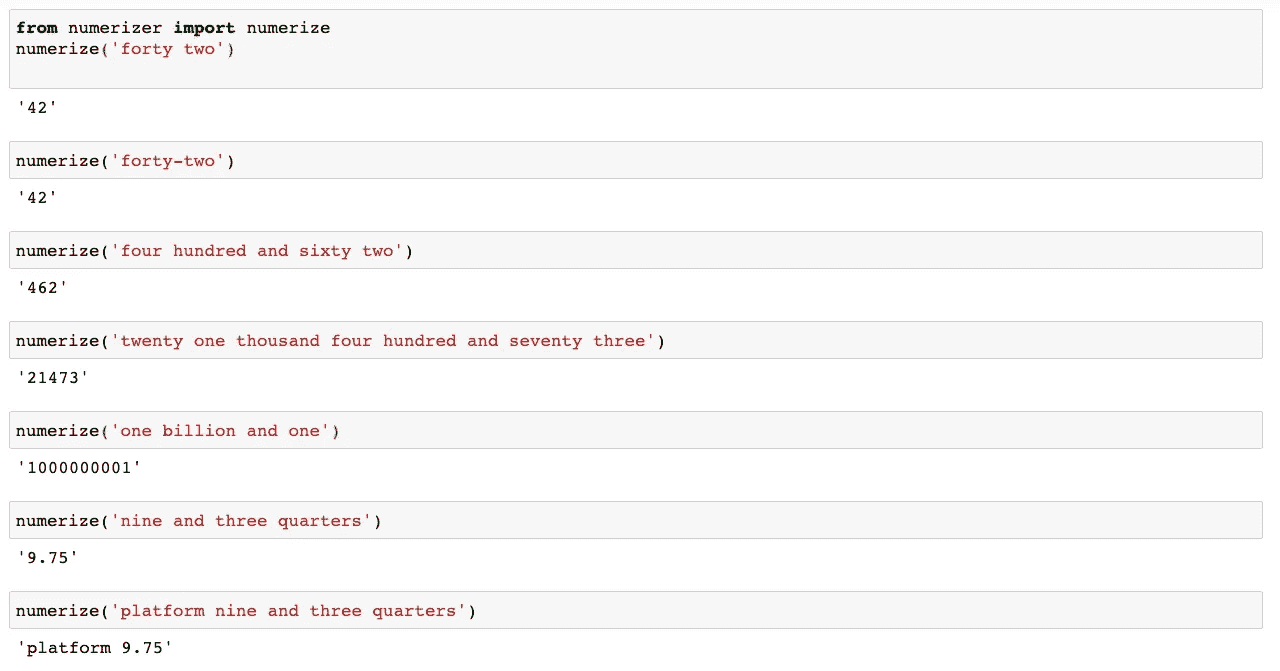 from numerizer import numerize
numerize('forty two')
'42'
numerize('forty-two')
'42'
numerize('four hundred and sixty two')
'462'
numerize('twenty one thousand four hundred and seventy three')
'21473'
numerize('one billion and one')
'1000000001'
numerize('nine and three quarters')
'9.75'
numerize('platform nine and three quarters')
'platform 9.75'